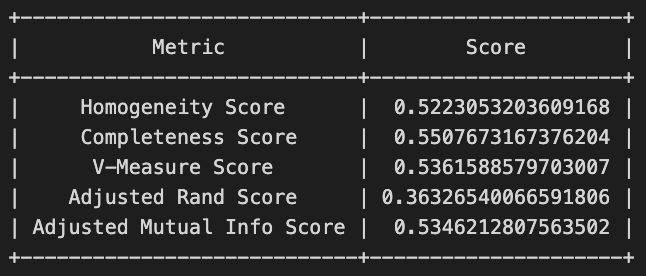 +----------------------------+---------------------+
| Metric | Score |
+----------------------------+---------------------+
| Homogeneity Score | 0.5223053203609168 |
| Completeness Score | 0.5507673167376204 |
| V-Measure Score | 0.5361588579703007 |
| Adjusted Rand Score | 0.36326540066591806 |
| Adjusted Mutual Info Score | 0.5346212807563502 |
+----------------------------+---------------------+